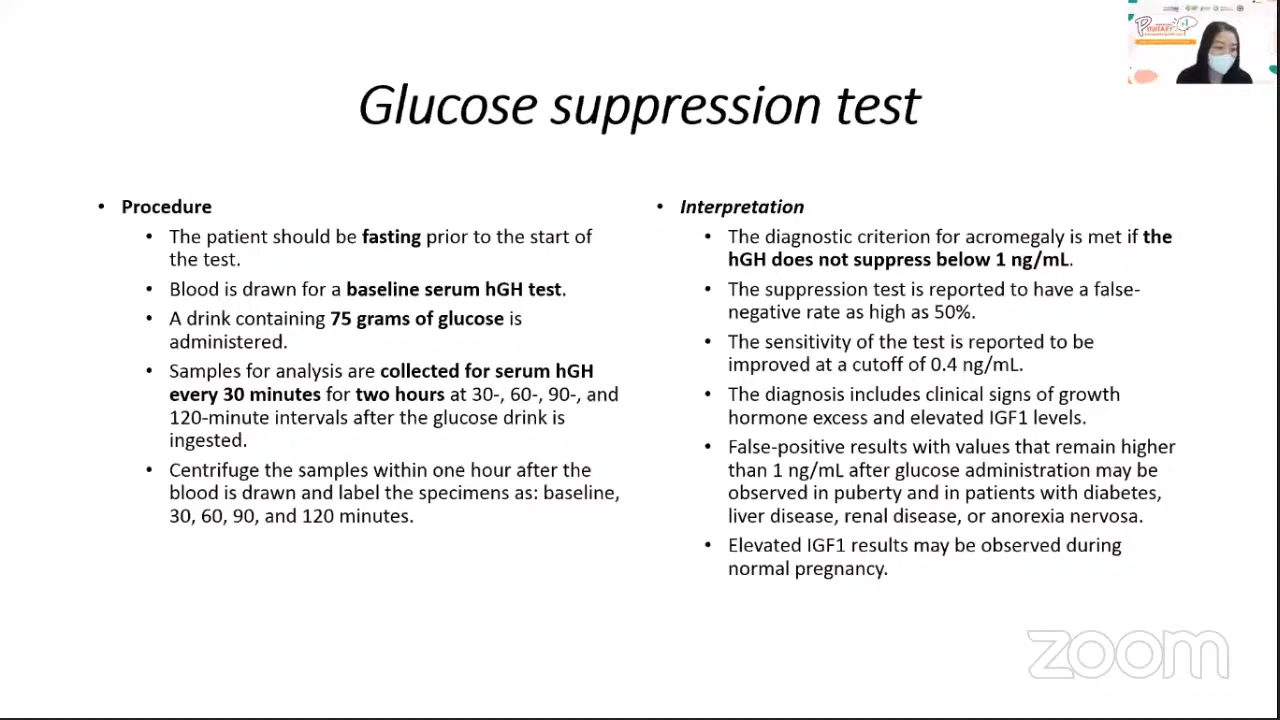 Glucose suppression test
• Procedure
• The patient should be fasting prior to the start of
the test.
• Blood is drawn for a baseline serum hGH test.
• A drink containing 75 grams of glucose is
administered.
• Samples for analysis are collected for serum hGH
every 30 minutes for two hours at 30-, 60-, 90-, and
120-minute intervals after the glucose drink is
ingested.
• Centrifuge the samples within one hour after the
blood is drawn and label the specimens as: baseline,
30, 60, 90, and 120 minutes.
• Interpretation
• The diagnostic criterion for acromegaly is met if the
hGH does not suppress below 1 ng/mL.
• The suppression test is reported to have a false-
negative rate as high as 50%.
• The sensitivity of the test is reported to be
improved at a cutoff of 0.4 ng/mL.
• The diagnosis includes clinical signs of growth
hormone excess and elevated IGF1 levels.
• False-positive results with values that remain higher
than 1 ng/mL after glucose administration may be
observed in puberty and in patients with diabetes,
liver disease, renal disease, or anorexia nervosa.
• Elevated IGF1 results may be observed during
normal pregnancy.
zoom